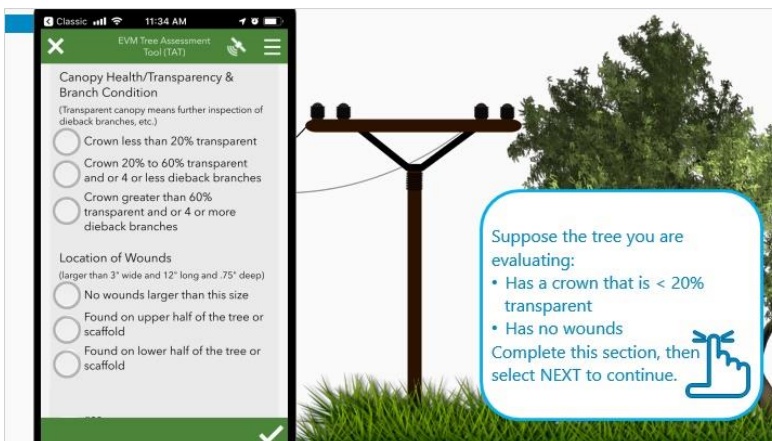 Classic 11:34 AM
EVM Tree Assessment
Tool (TAT)
Canopy Health/Transparency &
Branch Condition
(Transparent canopy means further inspection of
dieback branches, etc.)
Crown less than 20% transparent
Crown 20% to 60% transparent
and or 4 or less dieback branches
Crown greater than 60%
transparent and or 4 or more
dieback branches
Location of Wounds
(larger than 3" wide and 12" long and .75" deep)
No wounds larger than this size
Found on upper half of the tree or
scaffold
Found on lower half of the tree or
scaffold
Suppose the tree you are
evaluating:
• Has a crown that is < 20%
transparent
• Has no wounds
Complete this section, then
select NEXT to continue.